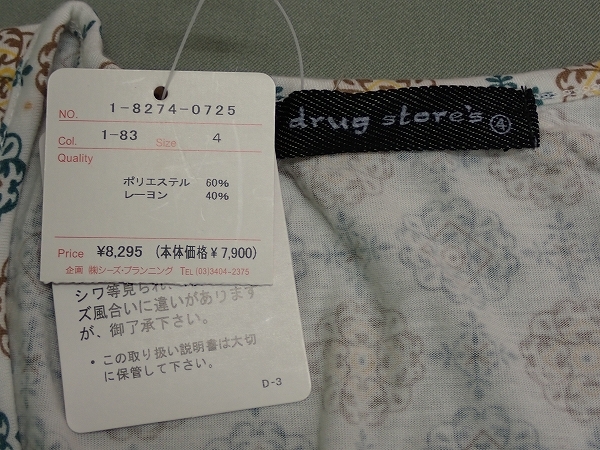 NO. 1-8274-0725
Col. 1-83 Size 4
Quality
ポリエステル 60%
レーヨン 40%
Price ¥8,295 (本体価格¥7,900)
企画 ㈱シーズ・プランニング TEL (03)3404-2375
シワ等見られ、
ズ風合いに違いがあります
が、御了承下さい。
• この取り扱い説明書は大切
に保管して下さい。
D-3
drug store's ④